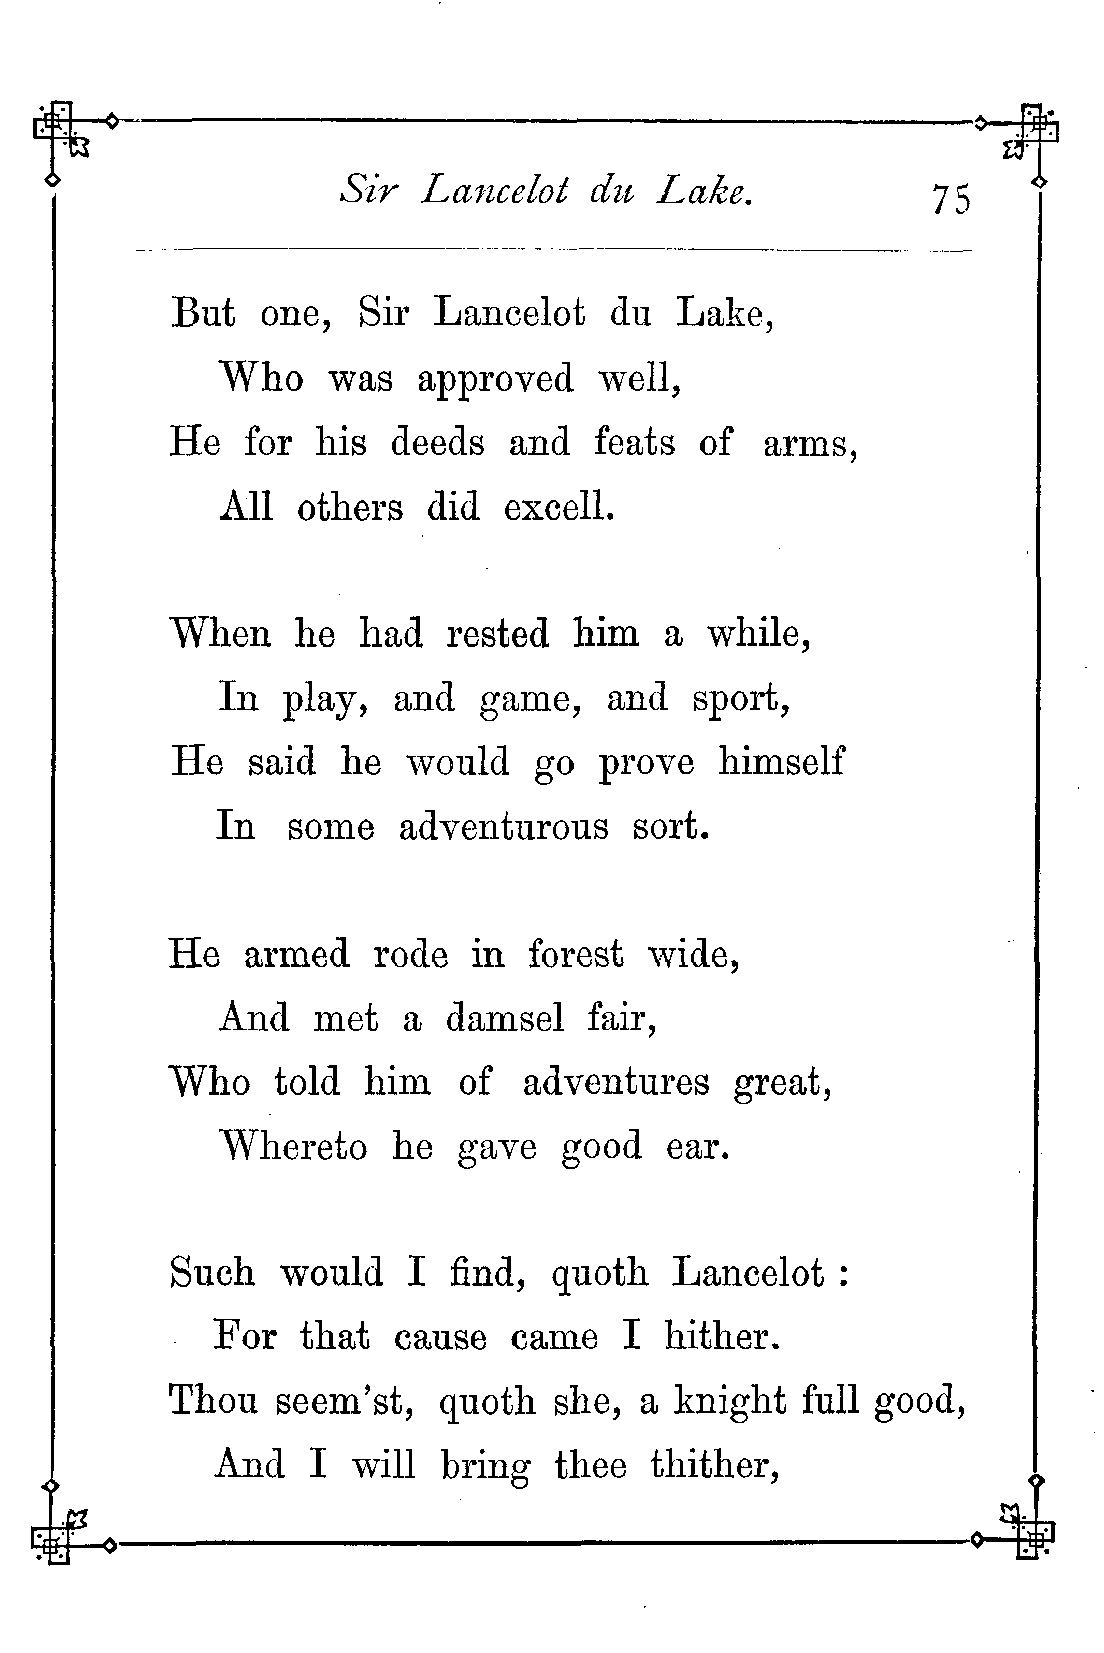 Sir Lancelot du Lake. 75
But one, Sir Lancelot du Lake,
Who was approved well,
He for his deeds and feats of arms,
All others did excell.
When he had rested him a while,
In play, and game, and sport,
He said he would go prove himself
In some adventurous sort.
He armed rode in forest wide,
And met a damsel fair,
Who told him of adventures great,
Whereto he gave good ear.
Such would I find, quoth Lancelot :
For that cause came I hither.
Thou seem'st, quoth she, a knight full good,
And I will bring thee thither,